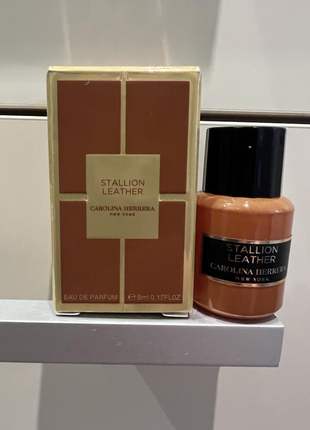 STALLION
LEATHER
CAROLINA HERRERA
NEW YORK
EAU DE PARFUM ℮5ml 0.17FL.OZ
STALLION
LEATHER
CAROLINA HERRERA
NEW YORK